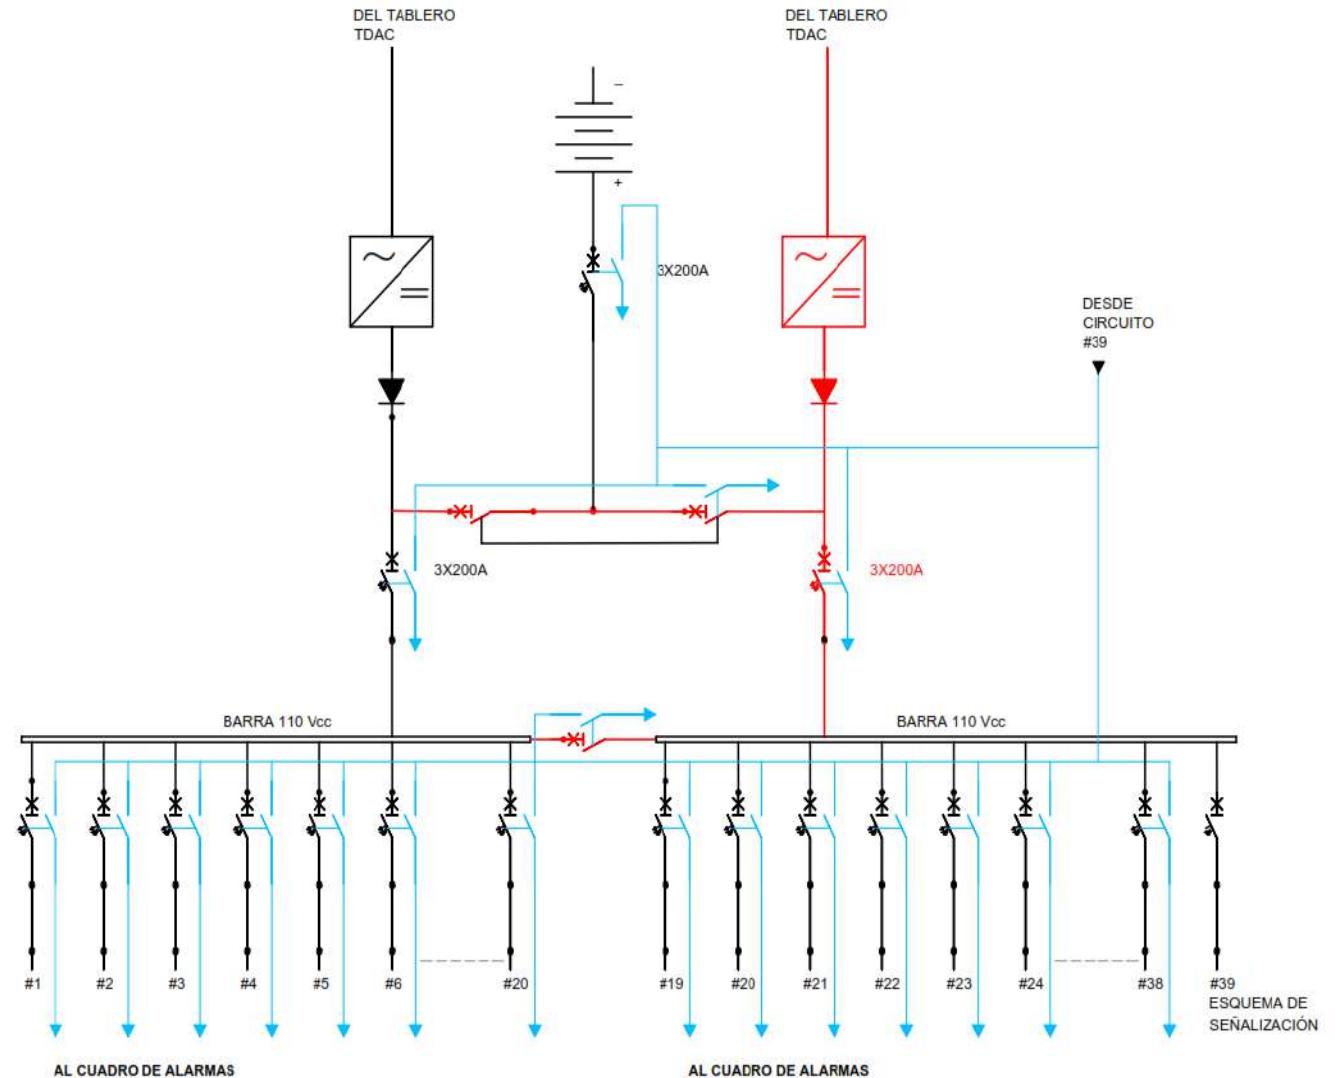 DEL TABLERO
TDAC
DEL TABLERO
TDAC
–
+
3X200A
DESDE
CIRCUITO
#39
3X200A
3X200A
BARRA 110 Vcc
BARRA 110 Vcc
#1
#2
#3
#4
#5
#6
#20
#19
#20
#21
#22
#23
#24
#38
#39
ESQUEMA DE
SEÑALIZACIÓN
AL CUADRO DE ALARMAS
AL CUADRO DE ALARMAS